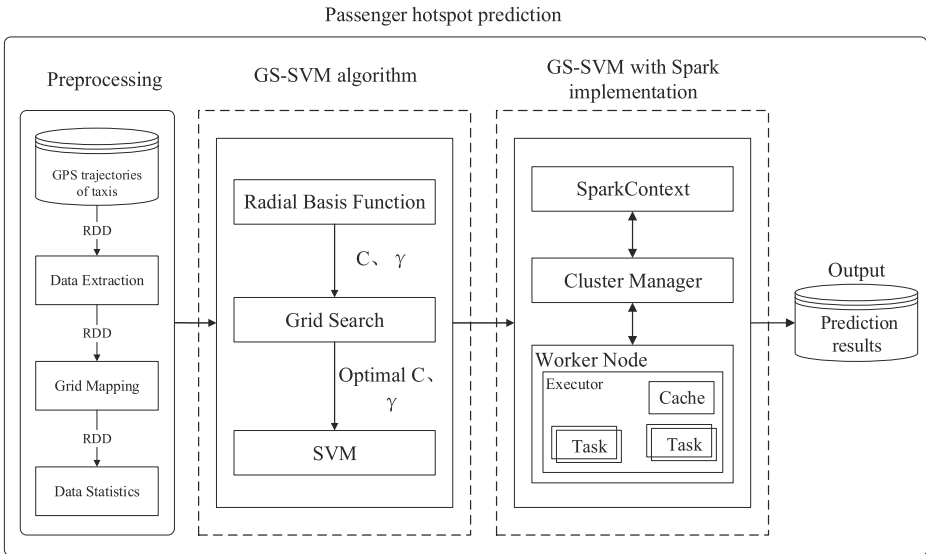 Passenger hotspot prediction
Preprocessing
GPS trajectories
of taxis
RDD
Data Extraction
RDD
Grid Mapping
RDD
Data Statistics
GS-SVM algorithm
Radial Basis Function
C、γ
Grid Search
Optimal C、
γ
SVM
GS-SVM with Spark
implementation
SparkContext
Cluster Manager
Worker Node
Executor
Cache
Task
Task
Output
Prediction
results